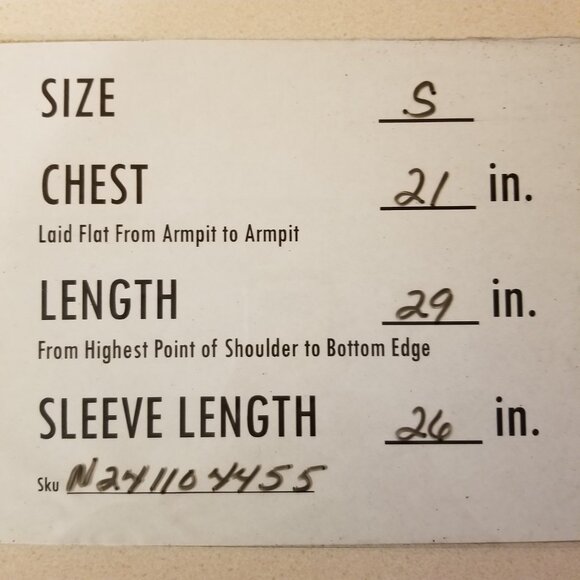 SIZE S
CHEST 21 in.
Laid Flat From Armpit to Armpit
LENGTH 29 in.
From Highest Point of Shoulder to Bottom Edge
SLEEVE LENGTH 26 in.
Sku N241104455